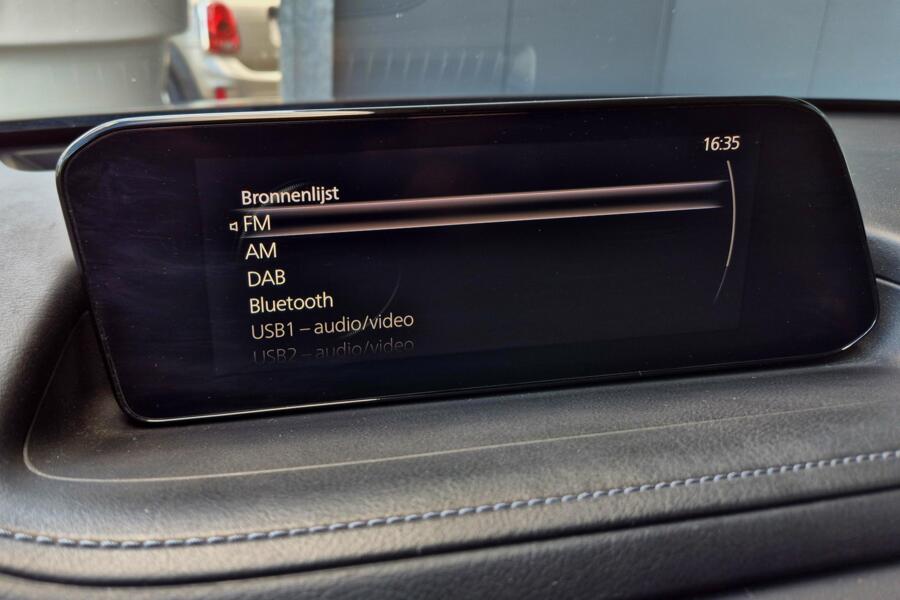 16:35
Bronnenlijst
FM
AM
DAB
Bluetooth
USB1 – audio/video
USB2 – audio/video